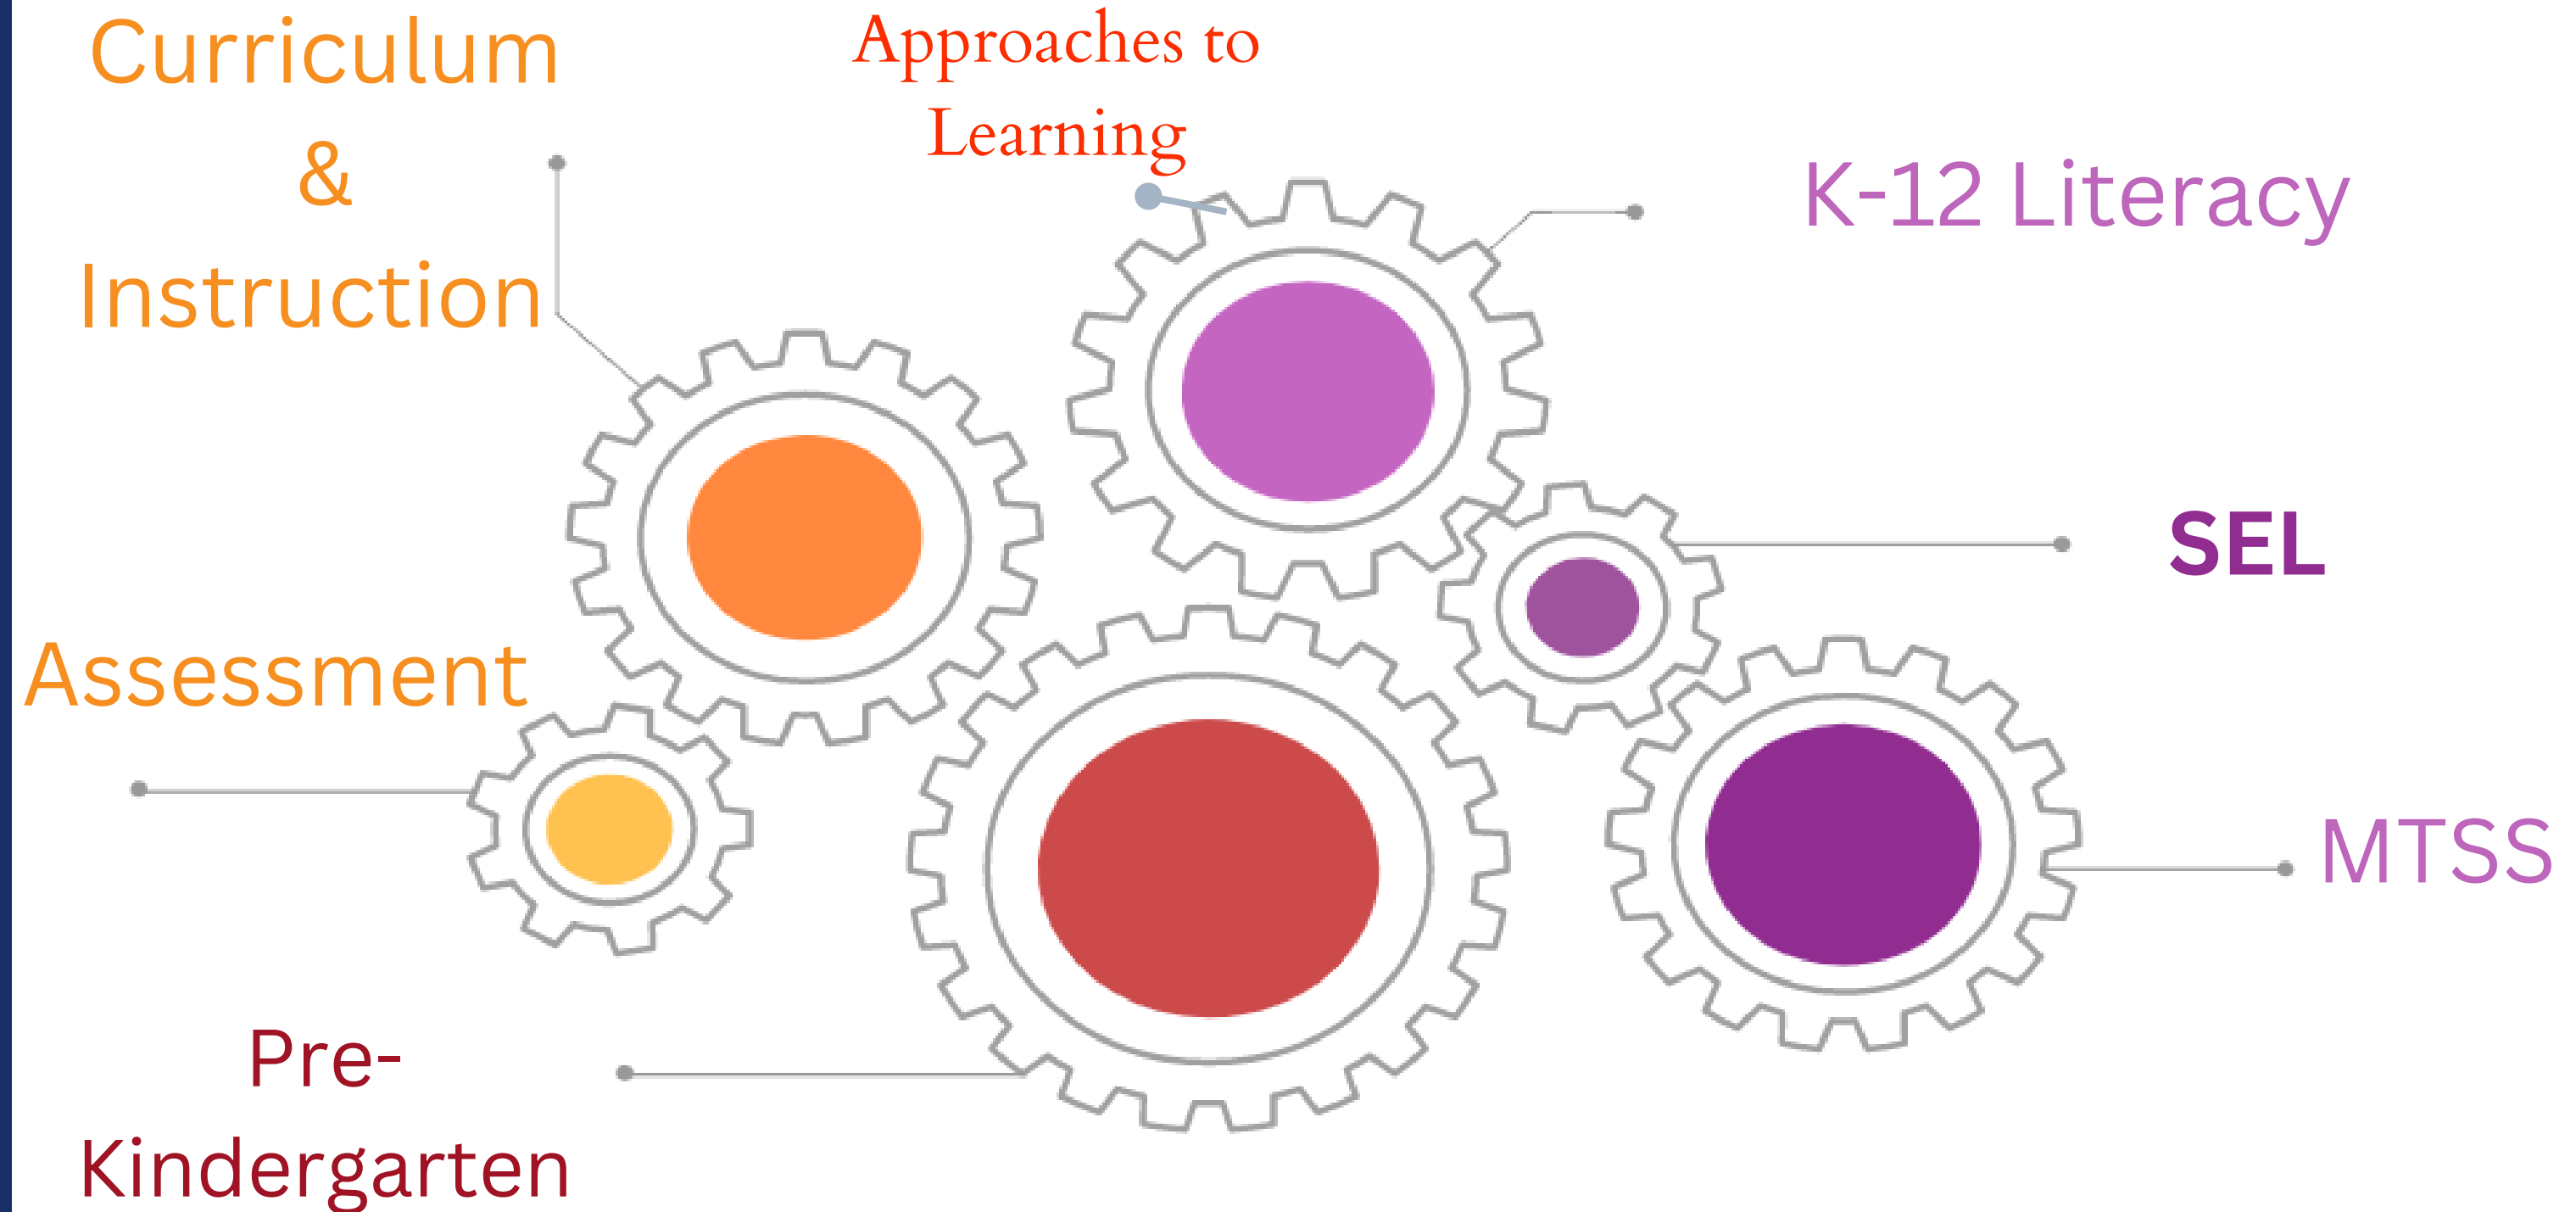 Curriculum
&
Instruction
Approaches to
Learning
K-12 Literacy
SEL
Assessment
MTSS
Pre-
Kindergarten